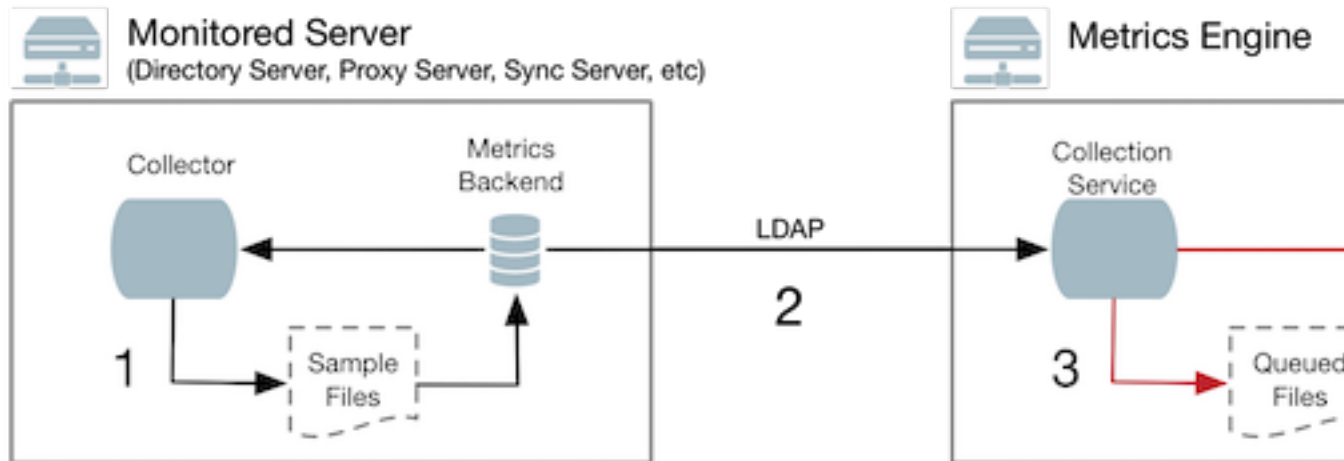 Monitored Server
(Directory Server, Proxy Server, Sync Server, etc)
Metrics Engine
Collector
Metrics
Backend
LDAP
Collection
Service
1
Sample
Files
2
3
Queued
Files